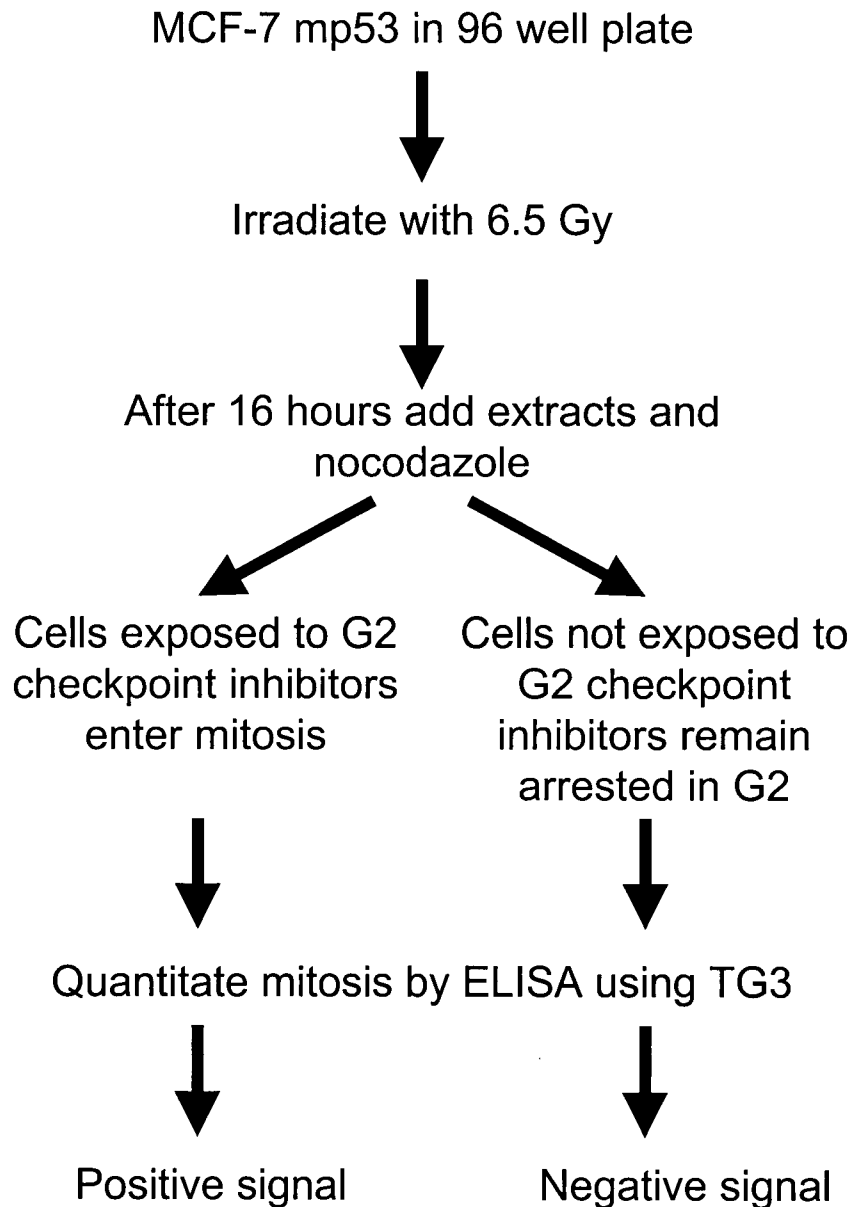 MCF-7 mp53 in 96 well plate
Irradiate with 6.5 Gy
After 16 hours add extracts and
nocodazole
Cells exposed to G2
checkpoint inhibitors
enter mitosis
Cells not exposed to
G2 checkpoint
inhibitors remain
arrested in G2
Quantitate mitosis by ELISA using TG3
Positive signal
Negative signal